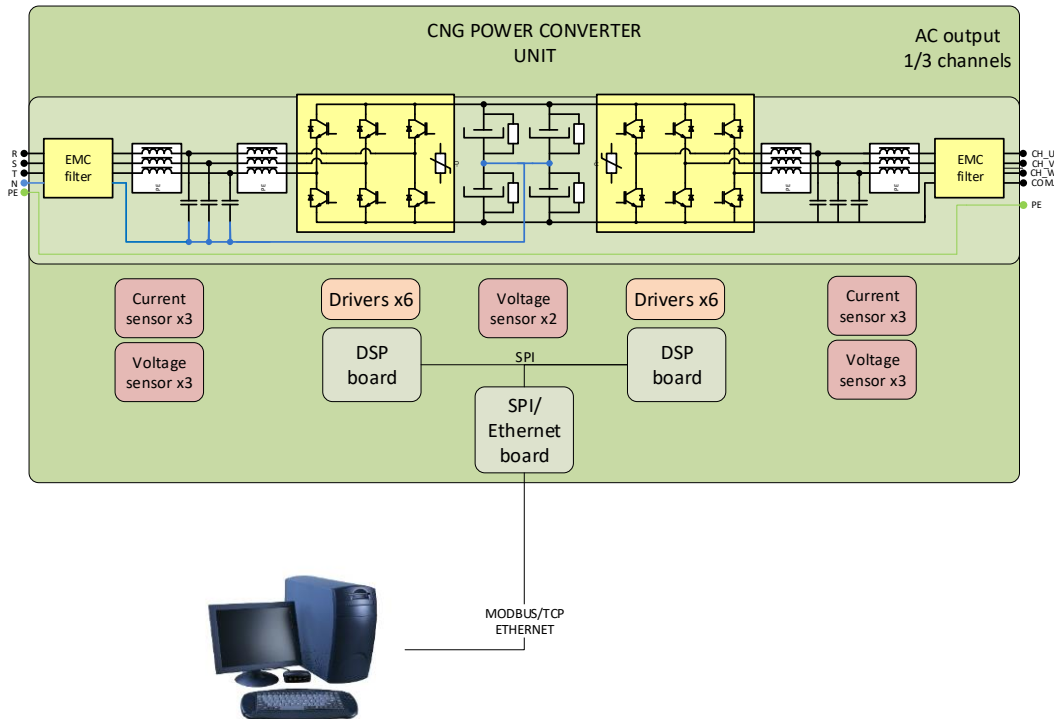 CNG POWER CONVERTER
UNIT
AC output
1/3 channels
R
S
T
N
PE
EMC
filter
EMC
filter
CH_U
CH_V
CH_W
PE
Current
sensor x3
Voltage
sensor x3
Drivers x6
DSP
board
Voltage
sensor x2
SPI
SPI/
Ethernet
board
Drivers x6
DSP
board
Current
sensor x3
Voltage
sensor x3
MODBUS/TCP
ETHERNET